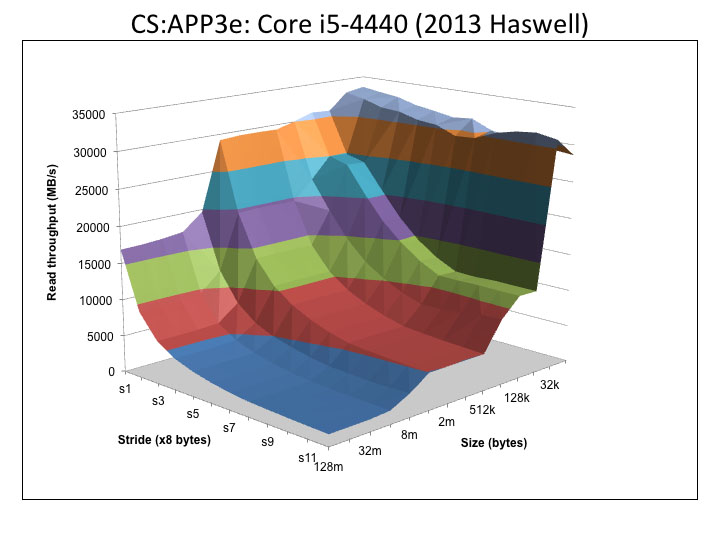 CS:APP3e: Core i5-4440 (2013 Haswell)
35000
30000
25000
20000
15000
10000
5000
0
Read throughput (MB/s)
s1
s3
s5
s7
s9
s11
Stride (x8 bytes)
128m
32m
8m
2m
512k
128k
32k
Size (bytes)